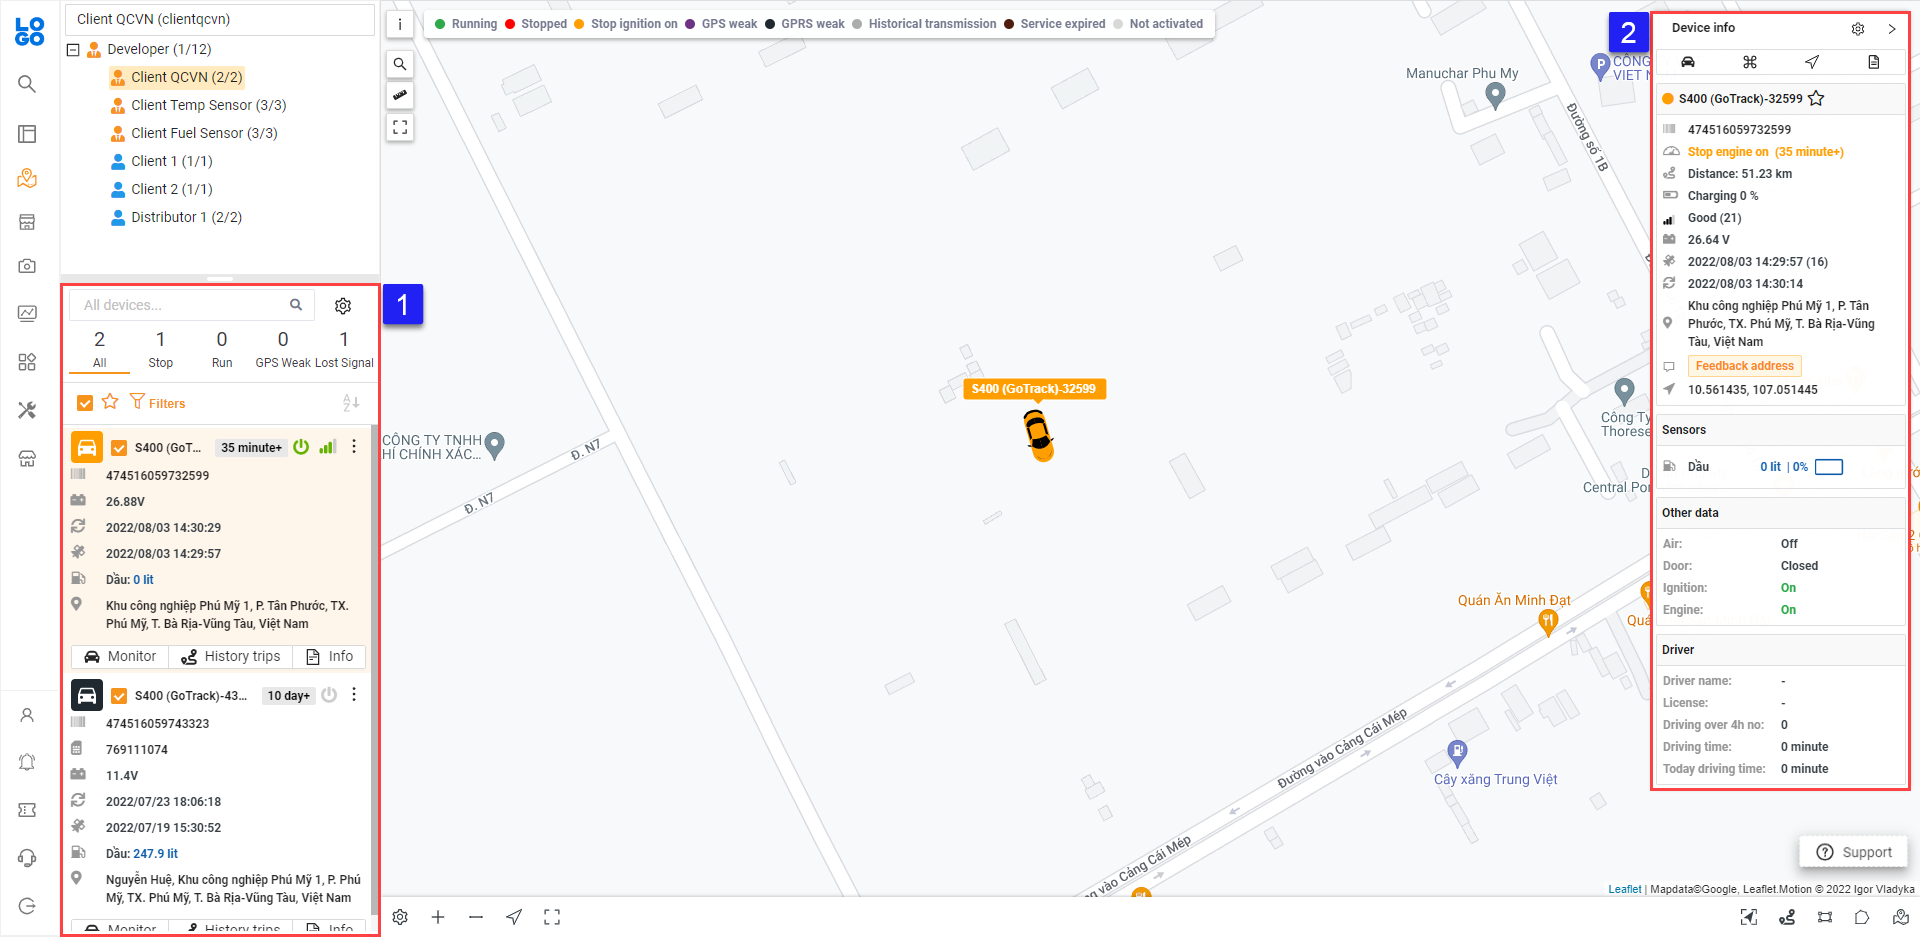 LO
GO
Client QCVN (clientqcvn)
Developer (1/12)
Client QCVN (2/2)
Client Temp Sensor (3/3)
Client Fuel Sensor (3/3)
Client 1 (1/1)
Client 2 (1/1)
Distributor 1 (2/2)
All devices...
2 1 0 0 1
All Stop Run GPS Weak Lost Signal
Filters
S400 (GoT... 35 minute+
474516059732599
26.88V
2022/08/03 14:30:29
2022/08/03 14:29:57
Dầu: 0 lit
Khu công nghiệp Phú Mỹ 1, P. Tân Phước, TX.
Phú Mỹ, T. Bà Rịa-Vũng Tàu, Việt Nam
Monitor History trips Info
S400 (GoTrack)-43... 10 day+
474516059743323
769111074
11.4V
2022/07/23 18:06:18
2022/07/19 15:30:52
Dầu: 247.9 lit
Nguyễn Huệ, Khu công nghiệp Phú Mỹ 1, P. Phú
Mỹ, TX. Phú Mỹ, T. Bà Rịa-Vũng Tàu, Việt Nam
Monitor History trips Info
1
i
Running Stopped Stop ignition on GPS weak GPRS weak Historical transmission Service expired Not activated
Manuchar Phu My
P
CÔNG
VIET N
Đường số 1B
S400 (GoTrack)-32599
CÔNG TY TNHH
HÍ CHÍNH XÁC...
Đ. N7
Đ. N7
Công Ty
Thorese
D
Central Por
Quán Ăn Minh Đạt
Quá
Đường vào Cảng Cái Mép
Cây xăng Trung Việt
ng vào Cảng Cái Mép
2
Device info
S400 (GoTrack)-32599
474516059732599
Stop engine on (35 minute+)
Distance: 51.23 km
Charging 0 %
Good (21)
26.64 V
2022/08/03 14:29:57 (16)
2022/08/03 14:30:14
Khu công nghiệp Phú Mỹ 1, P. Tân
Phước, TX. Phú Mỹ, T. Bà Rịa-Vũng
Tàu, Việt Nam
Feedback address
10.561435, 107.051445
Sensors
Dầu 0 lit | 0%
Other data
Air: Off
Door: Closed
Ignition: On
Engine: On
Driver
Driver name: -
License: -
Driving over 4h no: 0
Driving time: 0 minute
Today driving time: 0 minute
Support
Leaflet | Mapdata©Google, Leaflet.Motion © 2022 Igor Vladyka